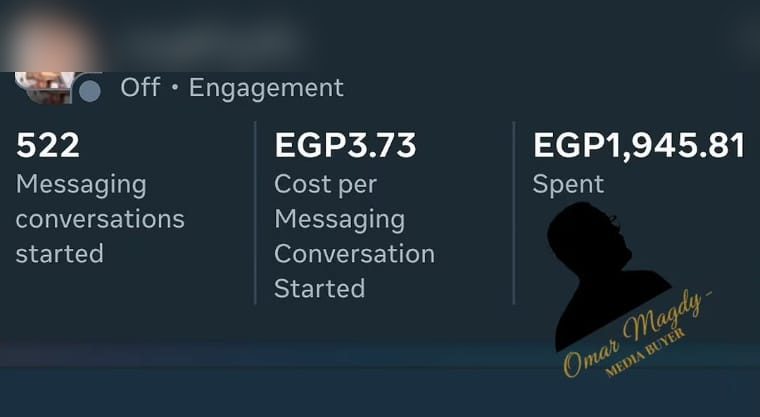 Off • Engagement
522
Messaging
conversations
started
EGP3.73
Cost per
Messaging
Conversation
Started
EGP1,945.81
Spent
Omar Magdy
MEDIA BUYER